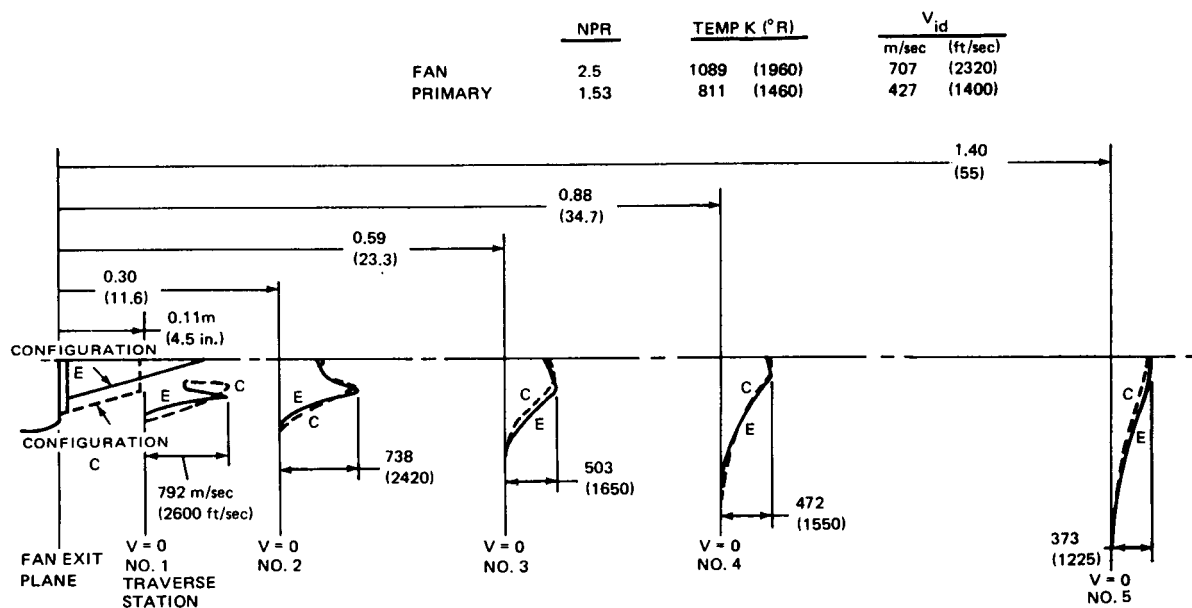 NPR TEMP K (°R) V_id
m/sec (ft/sec)
FAN 2.5 1089 (1960) 707 (2320)
PRIMARY 1.53 811 (1460) 427 (1400)
1.40
(55)
0.88
(34.7)
0.59
(23.3)
0.30
(11.6)
0.11m
(4.5 in.)
CONFIGURATION
E
CONFIGURATION
C
E
C
E
C
C
E
C
E
C
E
792 m/sec
(2600 ft/sec)
738
(2420)
503
(1650)
472
(1550)
373
(1225)
FAN EXIT
PLANE
V = 0
NO. 1
TRAVERSE
STATION
V = 0
NO. 2
V = 0
NO. 3
V = 0
NO. 4
V = 0
NO. 5